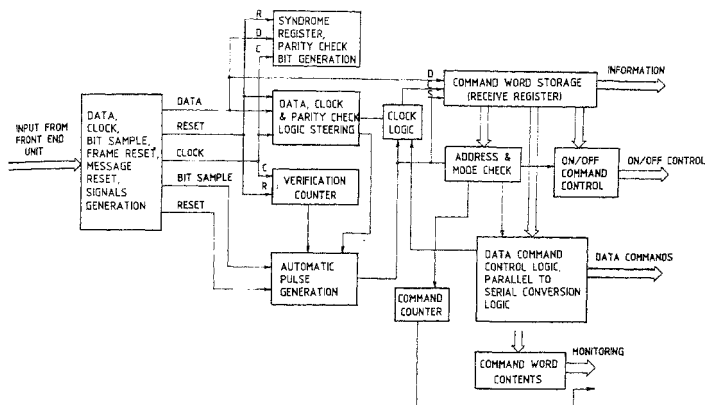 R
SYNDROME
REGISTER,
PARITY CHECK
BIT GENERATION
D
C
DATA
RESET
CLOCK
BIT SAMPLE
RESET
INPUT FROM
FRONT END
UNIT
DATA,
CLOCK,
BIT SAMPLE,
FRAME RESET,
MESSAGE
RESET,
SIGNALS
GENERATION
DATA, CLOCK
& PARITY CHECK
LOGIC STEERING
CLOCK
LOGIC
C
R
VERIFICATION
COUNTER
AUTOMATIC
PULSE
GENERATION
D
COMMAND WORD STORAGE
(RECEIVE REGISTER)
INFORMATION
ADDRESS &
MODE CHECK
ON/OFF
COMMAND
CONTROL
ON/OFF CONTROL
DATA COMMAND
CONTROL LOGIC,
PARALLEL TO
SERIAL CONVERSION
LOGIC
DATA COMMANDS
COMMAND
COUNTER
COMMAND WORD
CONTENTS
MONITORING